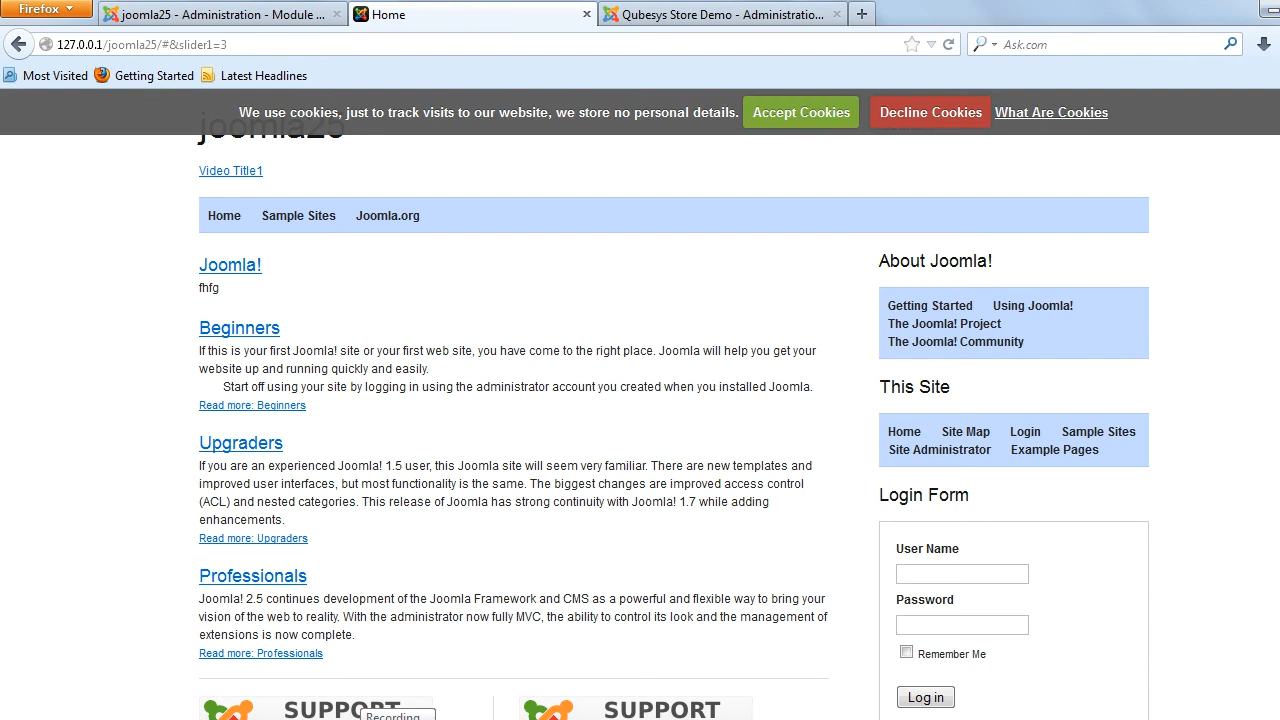 Firefox
joomla25 - Administration - Module ...
Home
Qubesys Store Demo - Administratio...
127.0.0.1/joomla25/#&slider1=3
Ask.com
Most Visited
Getting Started
Latest Headlines
We use cookies, just to track visits to our website, we store no personal details.
Accept Cookies
Decline Cookies
What Are Cookies
joomla25
Video Title1
Home
Sample Sites
Joomla.org
Joomla!
fhfg
Beginners
If this is your first Joomla! site or your first web site, you have come to the right place. Joomla will help you get your
website up and running quickly and easily.
Start off using your site by logging in using the administrator account you created when you installed Joomla.
Read more: Beginners
Upgraders
If you are an experienced Joomla! 1.5 user, this Joomla site will seem very familiar. There are new templates and
improved user interfaces, but most functionality is the same. The biggest changes are improved access control
(ACL) and nested categories. This release of Joomla has strong continuity with Joomla! 1.7 while adding
enhancements.
Read more: Upgraders
Professionals
Joomla! 2.5 continues development of the Joomla Framework and CMS as a powerful and flexible way to bring your
vision of the web to reality. With the administrator now fully MVC, the ability to control its look and the management of
extensions is now complete.
Read more: Professionals
SUPPORT
Recording
SUPPORT
About Joomla!
Getting Started Using Joomla!
The Joomla! Project
The Joomla! Community
This Site
Home Site Map Login Sample Sites
Site Administrator Example Pages
Login Form
User Name
Password
Remember Me
Log in